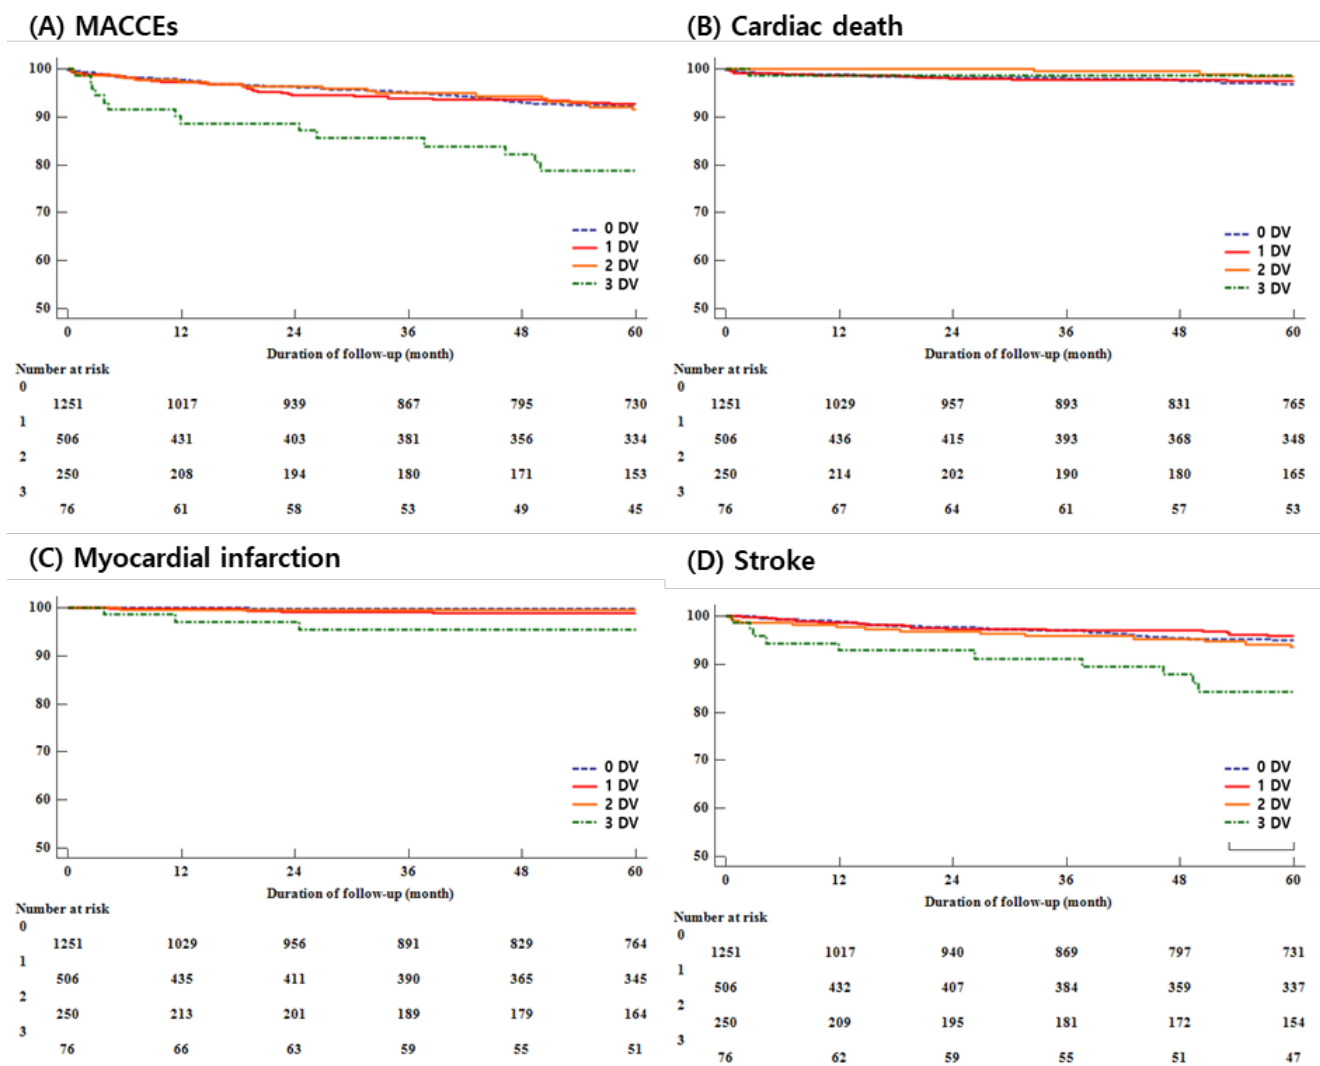 (A) MACCEs
100
90
80
70
60
50
0 DV
1 DV
2 DV
3 DV
0 12 24 36 48 60
Duration of follow-up (month)
Number at risk
0
1251 1017 939 867 795 730
1
506 431 403 381 356 334
2
250 208 194 180 171 153
3
76 61 58 53 49 45
(B) Cardiac death
100
90
80
70
60
50
0 DV
1 DV
2 DV
3 DV
0 12 24 36 48 60
Duration of follow-up (month)
Number at risk
0
1251 1029 957 893 831 765
1
506 436 415 393 368 348
2
250 214 202 190 180 165
3
76 67 64 61 57 53
(C) Myocardial infarction
100
90
80
70
60
50
0 DV
1 DV
2 DV
3 DV
0 12 24 36 48 60
Duration of follow-up (month)
Number at risk
0
1251 1029 956 891 829 764
1
506 435 411 390 365 345
2
250 213 201 189 179 164
3
76 66 63 59 55 51
(D) Stroke
100
90
80
70
60
50
0 DV
1 DV
2 DV
3 DV
0 12 24 36 48 60
Duration of follow-up (month)
Number at risk
0
1251 1017 940 869 797 731
1
506 432 407 384 359 337
2
250 209 195 181 172 154
3
76 62 59 55 51 47